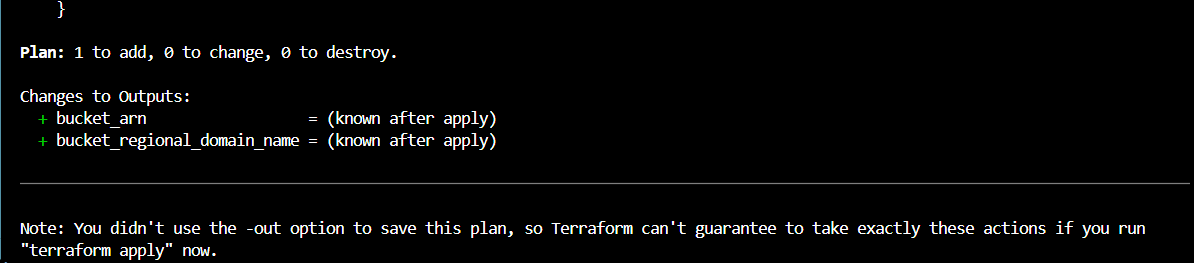 }
Plan: 1 to add, 0 to change, 0 to destroy.
Changes to Outputs:
+ bucket_arn                  = (known after apply)
+ bucket_regional_domain_name = (known after apply)
Note: You didn't use the -out option to save this plan, so Terraform can't guarantee to take exactly these actions if you run
"terraform apply" now.